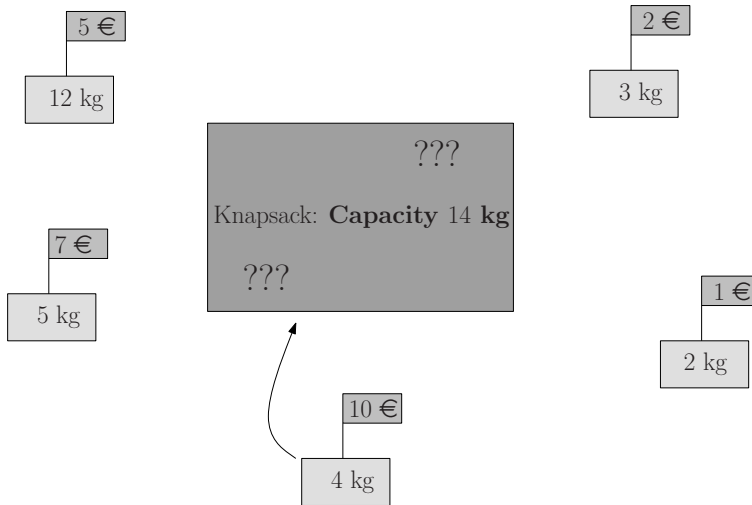 5 €
12 kg
2 €
3 kg
???
Knapsack: Capacity 14 kg
???
7 €
5 kg
1 €
2 kg
10 €
4 kg